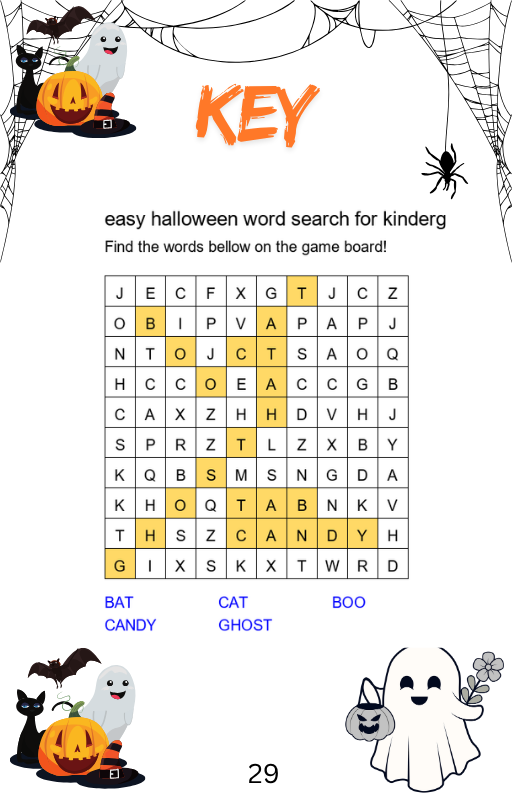 KEY
easy halloween word search for kinderg
Find the words bellow on the game board!
J E C F X G T J C Z
O B I P V A P A P J
N T O J C T S A O Q
H C C O E A C C G B
C A X Z H H D V H J
S P R Z T L Z X B Y
K Q B S M S N G D A
K H O Q T A B N K V
T H S Z C A N D Y H
G I X S K X T W R D
BAT CAT BOO
CANDY GHOST
29